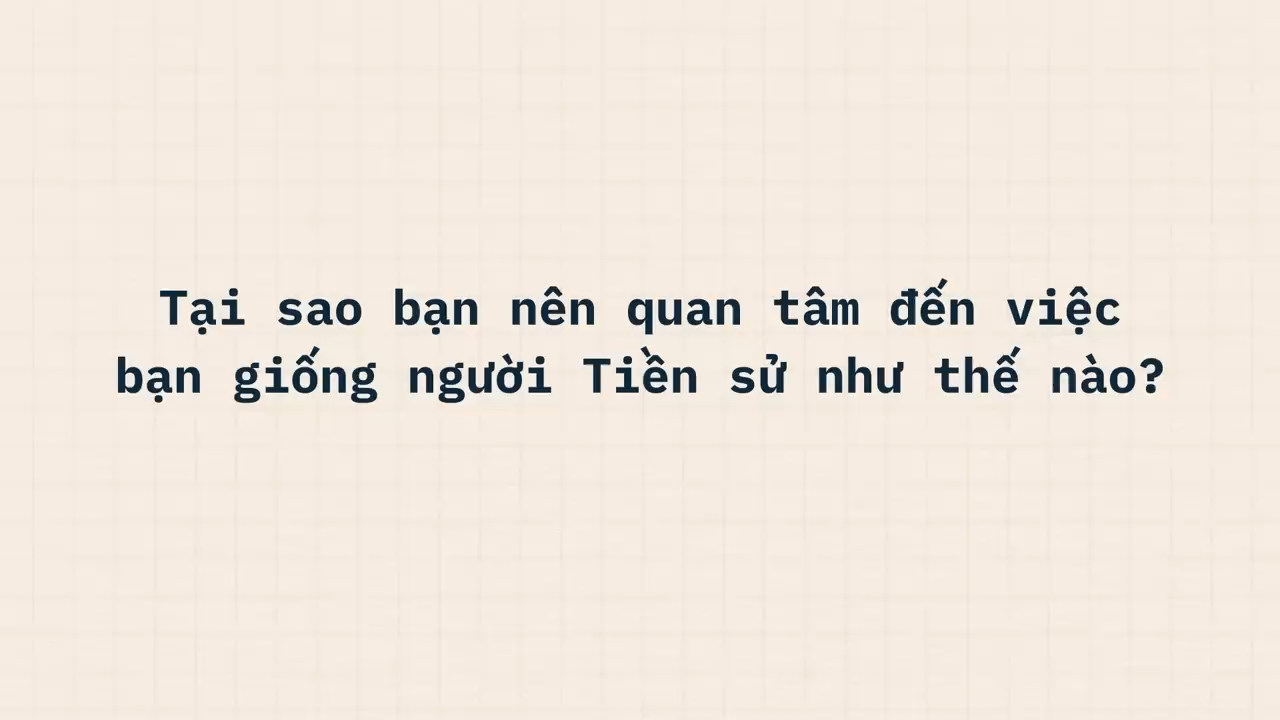 Tại sao bạn nên quan tâm đến việc
bạn giống người Tiền sử như thế nào?